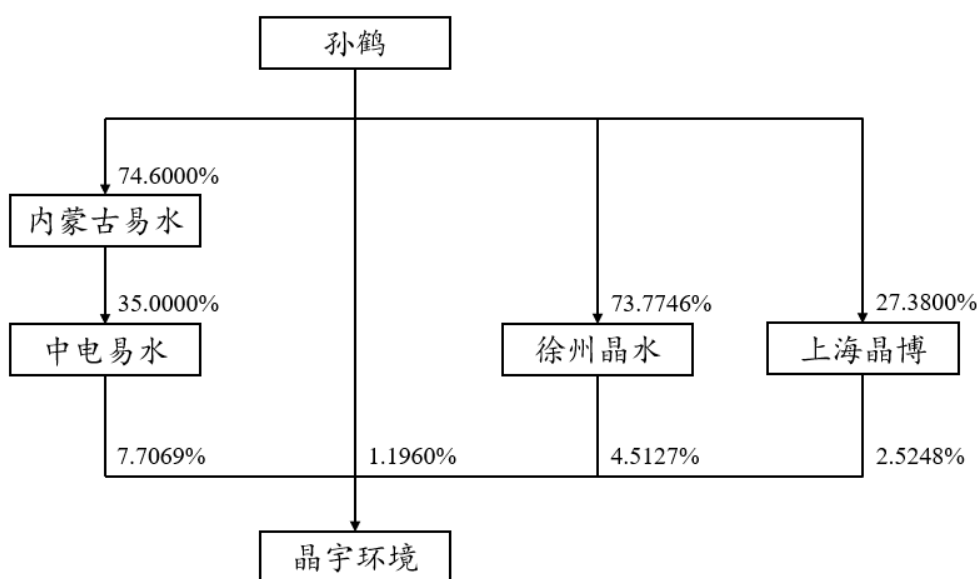 孙鹤
74.6000%
内蒙古易水
35.0000%
73.7746%
27.3800%
中电易水
徐州晶水
上海晶博
7.7069%
1.1960%
4.5127%
2.5248%
晶宇环境